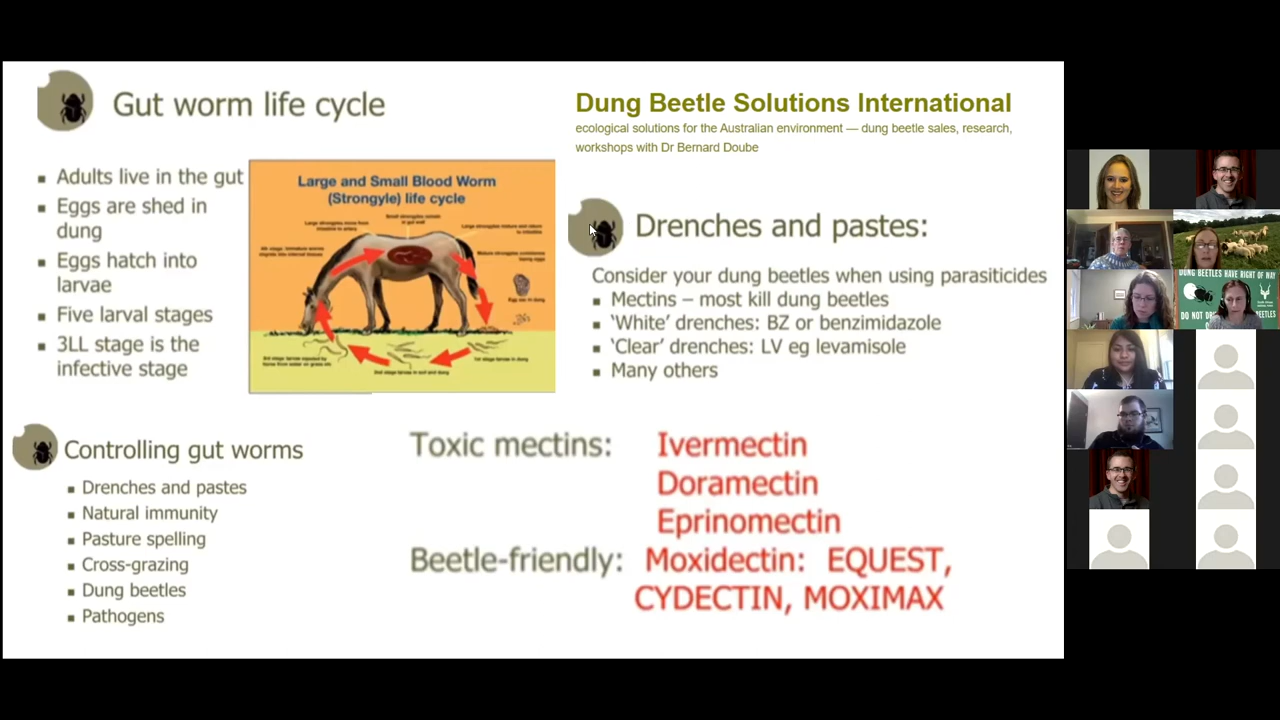 Gut worm life cycle
Adults live in the gut
Eggs are shed in
dung
Eggs hatch into
larvae
Five larval stages
3LL stage is the
infective stage
Large and Small Blood Worm
(Strongyle) life cycle
Dung Beetle Solutions International
ecological solutions for the Australian environment — dung beetle sales, research,
workshops with Dr Bernard Doube
Drenches and pastes:
Consider your dung beetles when using parasiticides
Mectins – most kill dung beetles
‘White’ drenches: BZ or benzimidazole
‘Clear’ drenches: LV eg levamisole
Many others
Controlling gut worms
Drenches and pastes
Natural immunity
Pasture spelling
Cross-grazing
Dung beetles
Pathogens
Toxic mectins: Ivermectin
Doramectin
Eprinomectin
Beetle-friendly: Moxidectin: EQUEST,
CYDECTIN, MOXIMAX
DUNG BEETLES HAVE RIGHT OF WAY